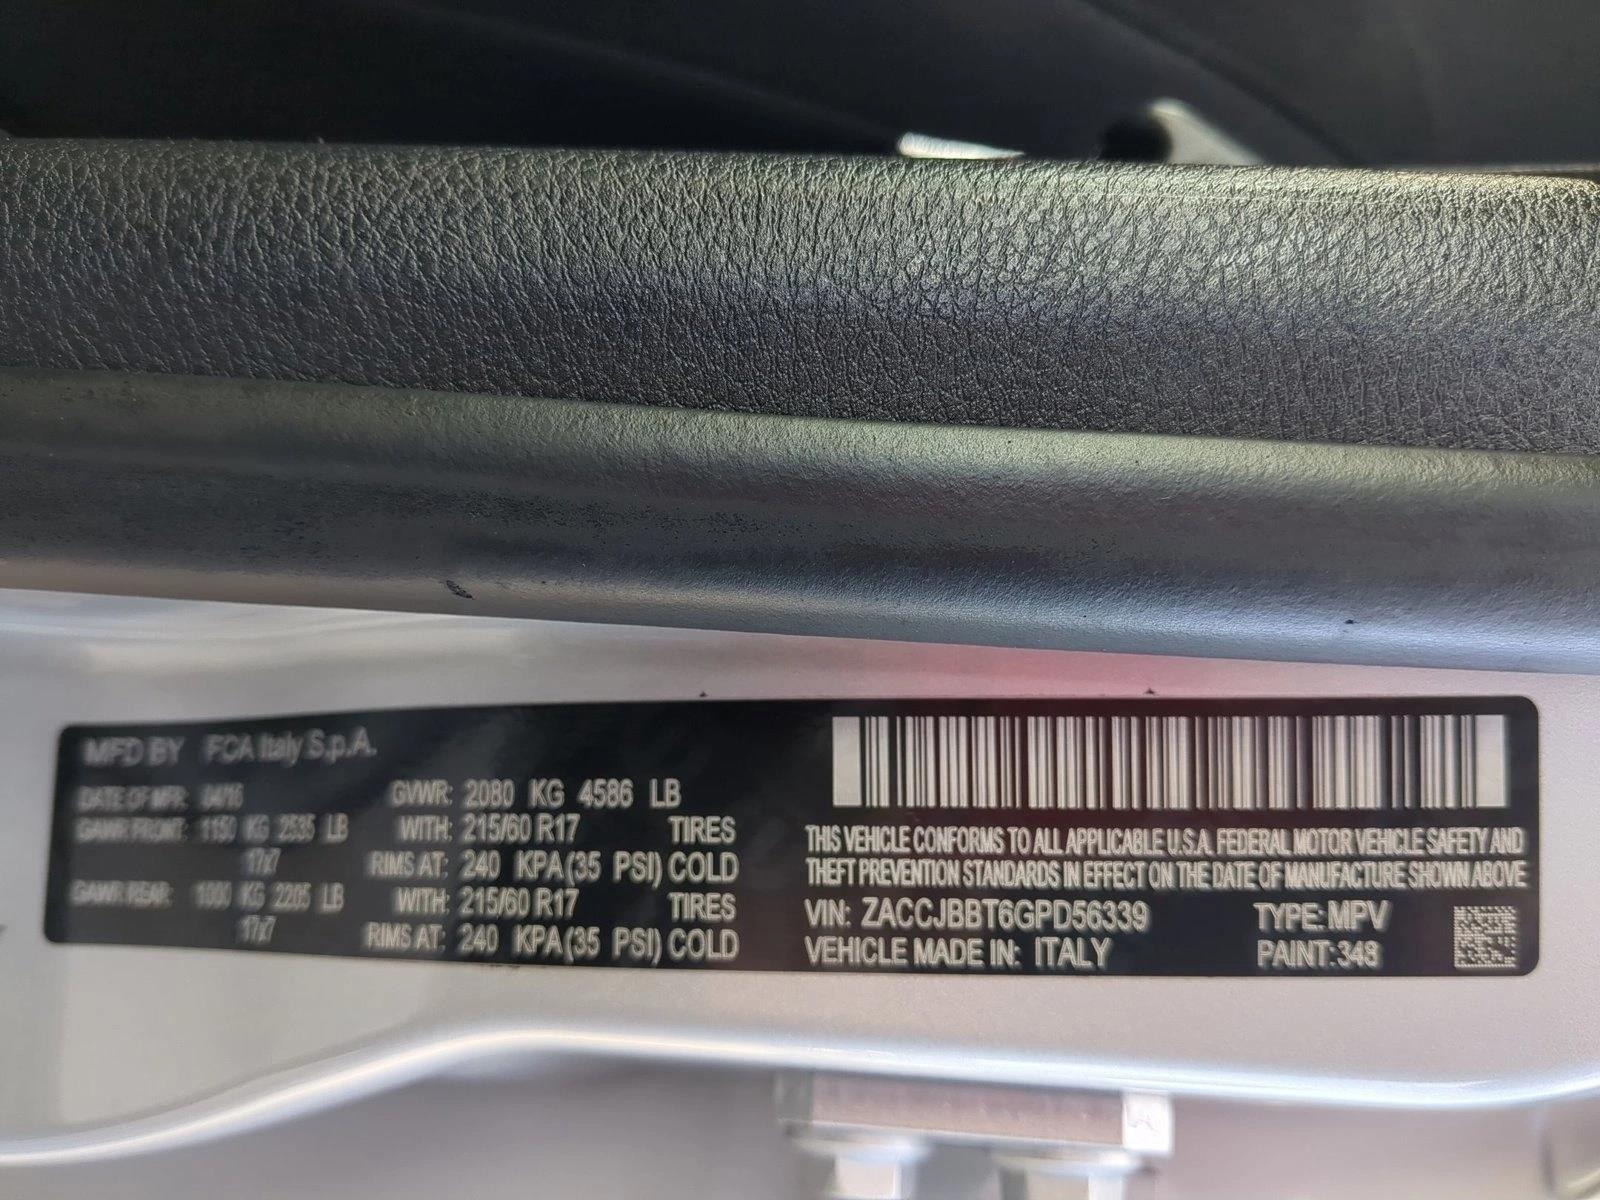 MFD BY FCA Italy S.p.A.
DATE OF MFR: 04/16
GVWR: 2080 KG 4586 LB
GAWR FRONT: 1150 KG 2535 LB WITH: 215/60 R17 TIRES
17x7 RIMS AT: 240 KPA (35 PSI) COLD
GAWR REAR: 1000 KG 2205 LB WITH: 215/60 R17 TIRES
17x7 RIMS AT: 240 KPA (35 PSI) COLD
THIS VEHICLE CONFORMS TO ALL APPLICABLE U.S.A. FEDERAL MOTOR VEHICLE SAFETY AND
THEFT PREVENTION STANDARDS IN EFFECT ON THE DATE OF MANUFACTURE SHOWN ABOVE
VIN: ZACCJBBT6GPD56339 TYPE: MPV
VEHICLE MADE IN: ITALY PAINT: 348